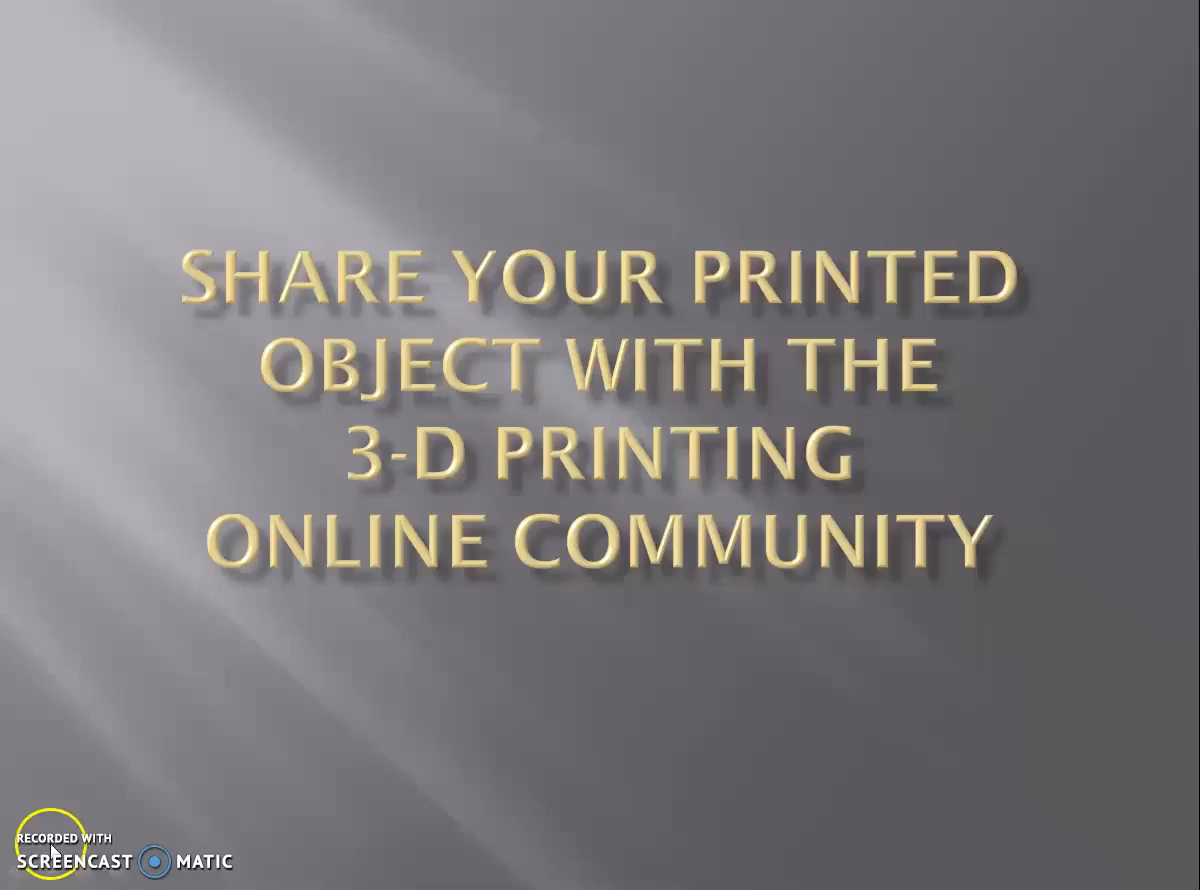 SHARE YOUR PRINTED
OBJECT WITH THE
3-D PRINTING
ONLINE COMMUNITY
RECORDED WITH
SCREENCAST MATIC